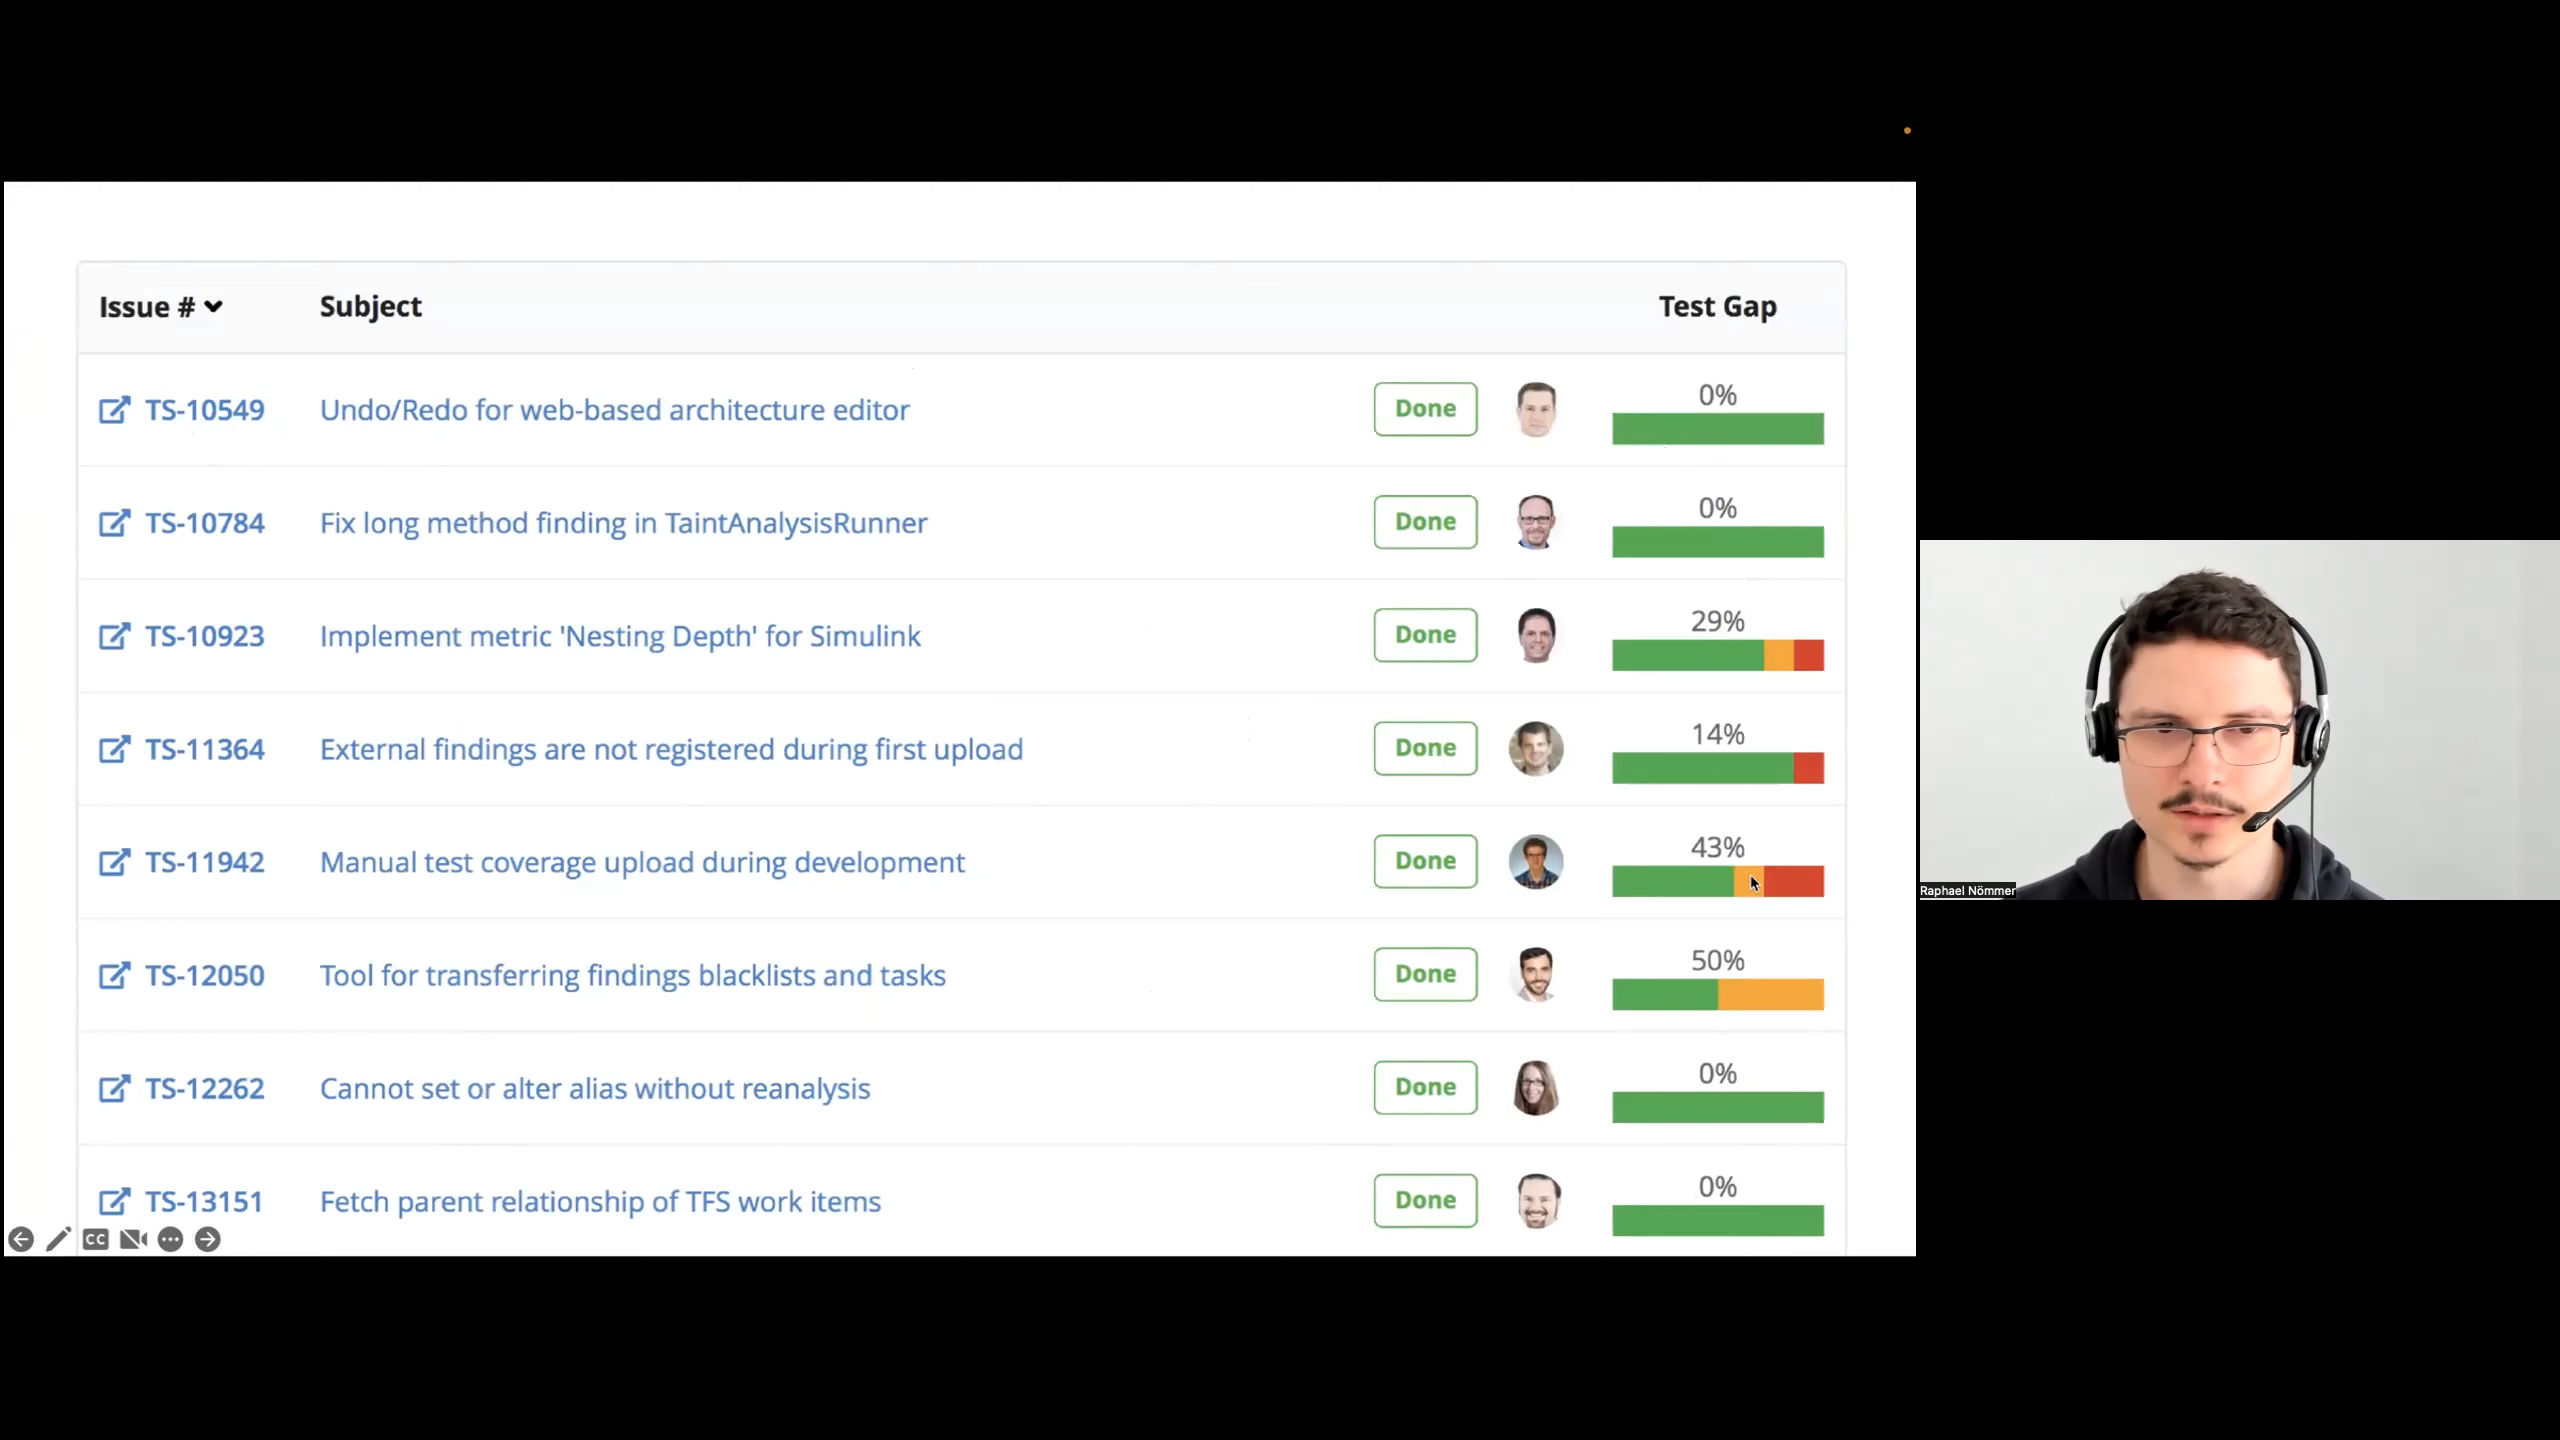 Issue # Subject Test Gap
TS-10549 Undo/Redo for web-based architecture editor Done 0%
TS-10784 Fix long method finding in TaintAnalysisRunner Done 0%
TS-10923 Implement metric 'Nesting Depth' for Simulink Done 29%
TS-11364 External findings are not registered during first upload Done 14%
TS-11942 Manual test coverage upload during development Done 43%
Raphael Nömmer
TS-12050 Tool for transferring findings blacklists and tasks Done 50%
TS-12262 Cannot set or alter alias without reanalysis Done 0%
TS-13151 Fetch parent relationship of TFS work items Done 0%
CC